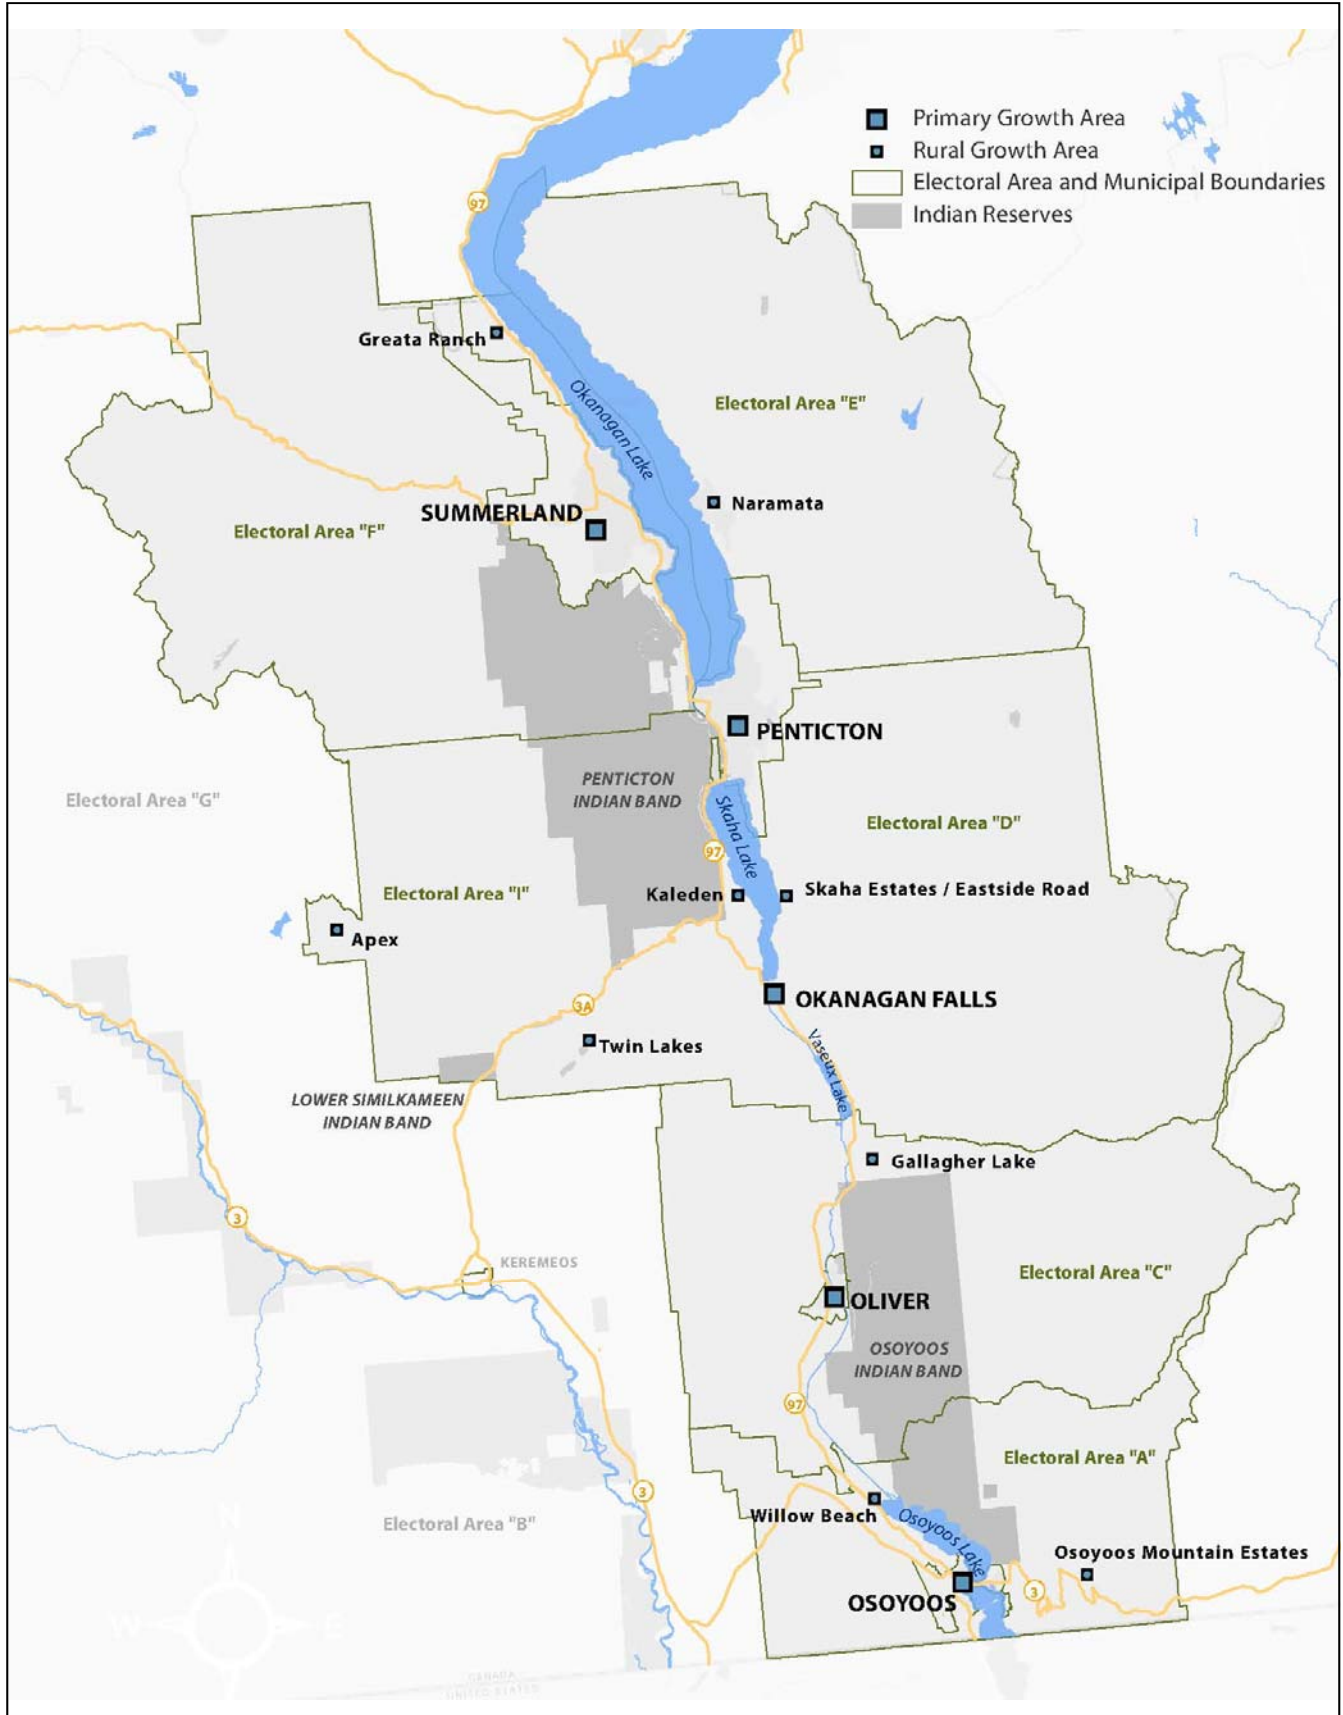 Primary Growth Area
Rural Growth Area
Electoral Area and Municipal Boundaries
Indian Reserves
97
Greata Ranch
Okanagan Lake
Electoral Area "E"
Naramata
SUMMERLAND
Electoral Area "F"
PENTICTON
PENTICTON
INDIAN BAND
Electoral Area "G"
Skaha Lake
Electoral Area "D"
97
Electoral Area "I"
Kaleden
Skaha Estates / Eastside Road
Apex
3A
OKANAGAN FALLS
Twin Lakes
Vaseux Lake
LOWER SIMILKAMEEN
INDIAN BAND
Gallagher Lake
3
KEREMEOS
Electoral Area "C"
OLIVER
OSOYOOS
INDIAN BAND
97
Electoral Area "A"
3
Willow Beach
Osoyoos Lake
Electoral Area "B"
Osoyoos Mountain Estates
3
OSOYOOS
N
W
E
CANADA
UNITED STATES